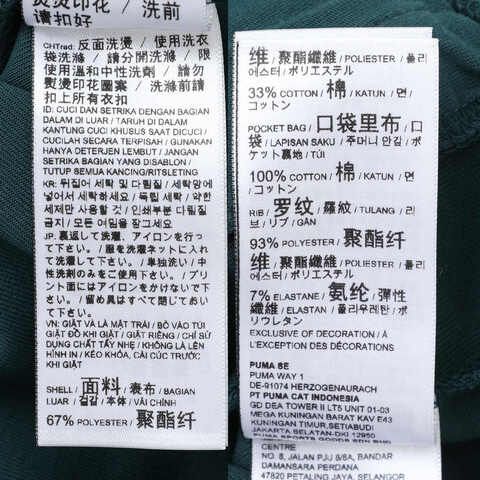 请扣好
CHTrad: 反面洗燙 / 使用洗衣
袋洗滌 / 請分開洗滌 / 限
使用溫和中性洗劑 / 請勿
熨燙印花圖案 / 洗滌前請
扣上所有衣扣
ID: CUCI DAN SETRIKA DENGAN BAGIAN
DALAM DI LUAR / TARUH DI DALAM
KANTUNG CUCI KHUSUS SAAT DICUCI /
CUCILAH SECARA TERPISAH / GUNAKAN
HANYA DETERJEN LEMBUT / JANGAN
SETRIKA BAGIAN YANG DISABLON /
TUTUP SEMUA KANCING/RITSLETING
KR: 뒤집어 세탁 및 다림질 / 세탁망에
넣어서 세탁하세요 / 독립 세탁 / 약한
세제만 사용할 것 / 인쇄부분 다림질
금지 / 모든 여밈을 잠그세요
JP: 裏返して洗濯、アイロンを行っ
て下さい。 / 服を洗濯ネットに入れ
て洗濯して下さい。 / 単独洗い / 中
性洗剤のみをご使用下さい。 / プリ
ント面にはアイロンをかけないで下
さい。 / 留め具はすべて閉じておい
て下さい。
VN: GIẶT VÀ LÀ MẶT TRÁI / BỎ VÀO TÚI
LƯỚI ĐỒ KHI GIẶT / GIẶT RIÊNG / CHỈ SỬ
DỤNG CHẤT TẨY NHẸ / KHÔNG LÀ LÊN
HÌNH IN / KÉO KHÓA, CÀI CÚC TRƯỚC
KHI GIẶT
SHELL / 面料 / 表布 / BAGIAN
LUAR / 겉감 / 本体 / VẢI CHÍNH
67% POLYESTER / 聚酯纤
维 / 聚酯纖維 / POLIESTER / 폴리
에스터 / ポリエステル
33% COTTON / 棉 / KATUN / 면
/ コットン
POCKET BAG / 口袋里布 / 口
袋 / LAPISAN SAKU / 주머니 안감 / ポ
ケット裏地 / TÚI
100% COTTON / 棉 / KATUN / 면
/ コットン
RIB / 罗纹 / 羅紋 / TULANG / 리
브 / リブ / GÂN
93% POLYESTER / 聚酯纤
维 / 聚酯纖維 / POLIESTER / 폴리
에스터 / ポリエステル
7% ELASTANE / 氨纶 / 彈性
纖維 / ELASTAN / 폴리우레탄 / ポ
リウレタン
EXCLUSIVE OF DECORATION / À
L'EXCEPTION DES DÉCORATIONS
PUMA SE
PUMA WAY 1
DE-91074 HERZOGENAURACH
PT PUMA CAT INDONESIA
GD DEA TOWER II LT5 UNIT 01-03
MEGA KUNINGAN BARAT KAV E43
KUNINGAN TIMUR,SETIABUDI
JAKARTA SELATAN-DKI 12950
PUMA SPORTS GOODS SDN BHD
CENTRE
NO. 8, JALAN PJU 8/8A, BANDAR
DAMANSARA PERDANA
47820 PETALING JAYA, SELANGOR